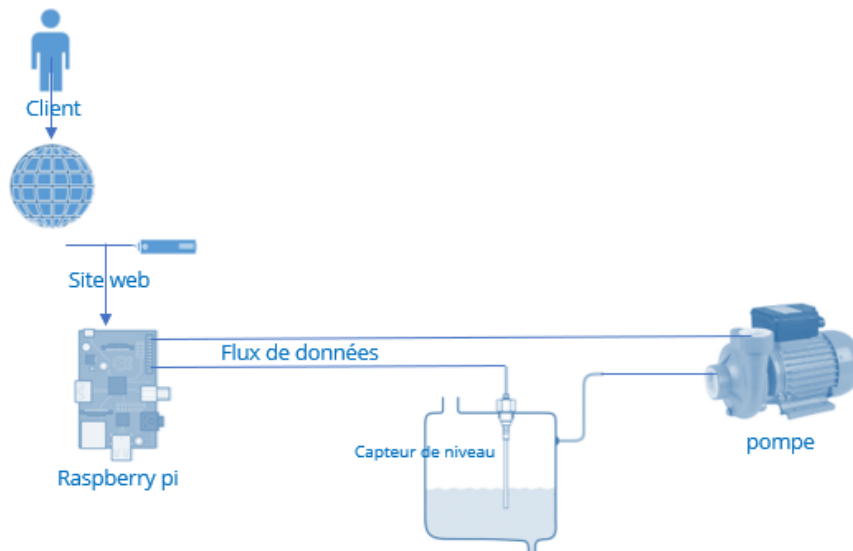 Client
Site web
Flux de données
Capteur de niveau
pompe
Raspberry pi